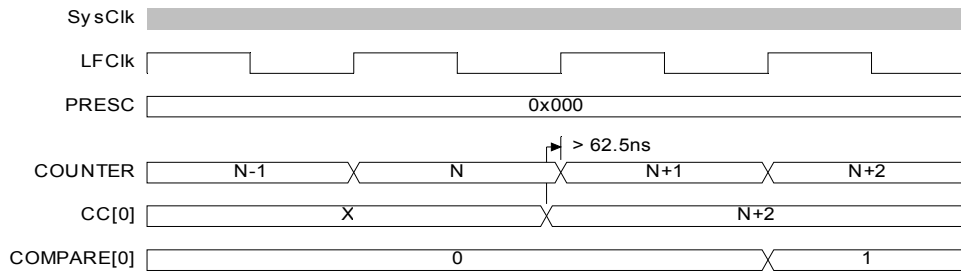 SysClk
LFClk
PRESC 0x000
> 62.5ns
COUNTER N-1 N N+1 N+2
CC[0] X N+2
COMPARE[0] 0 1